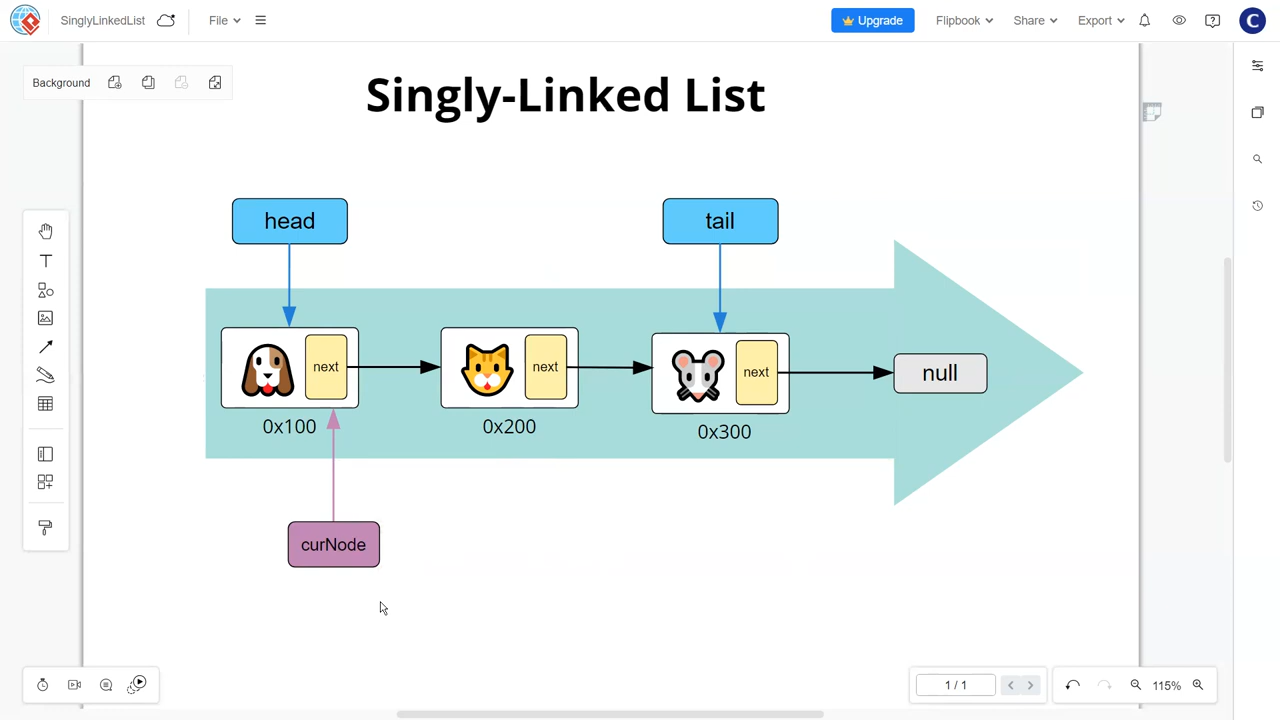 SinglyLinkedList
File
Upgrade
Flipbook
Share
Export
C
Background
Singly-Linked List
head
tail
next
next
next
null
0x100
0x200
0x300
curNode
1 / 1
115%